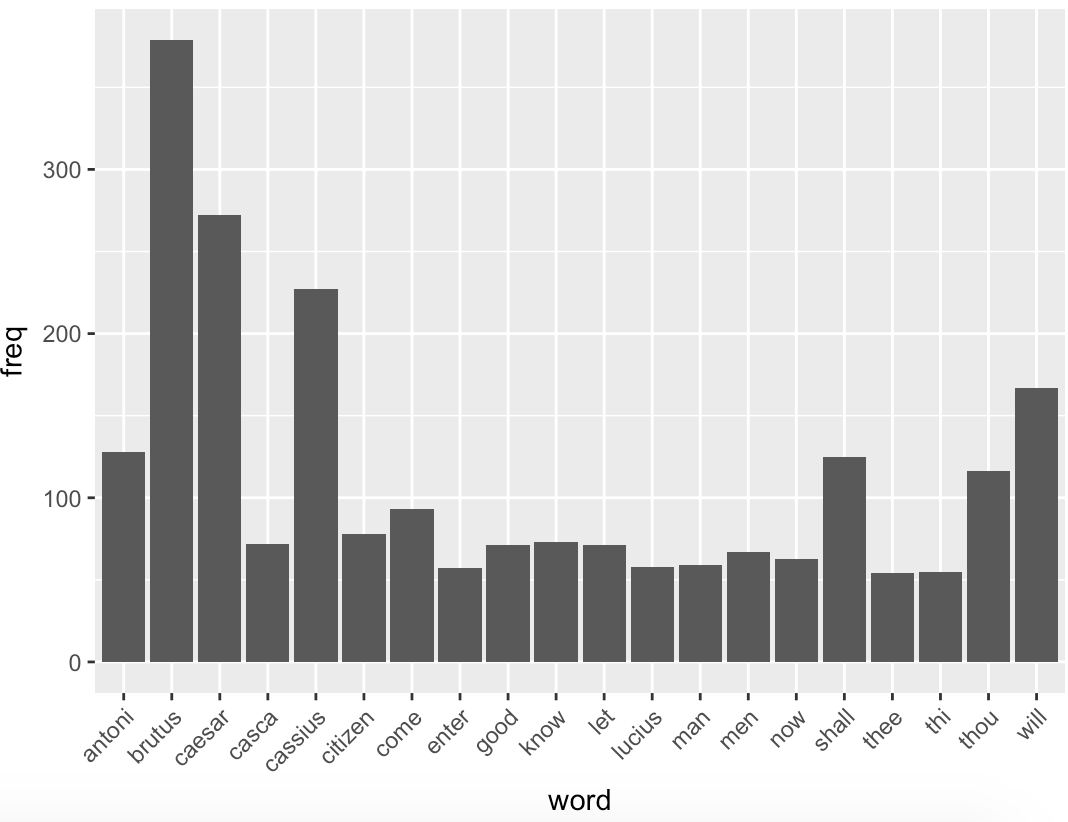 freq
300
200
100
0
antoni
brutus
caesar
casca
cassius
citizen
come
enter
good
know
let
lucius
man
men
now
shall
thee
thi
thou
will
word